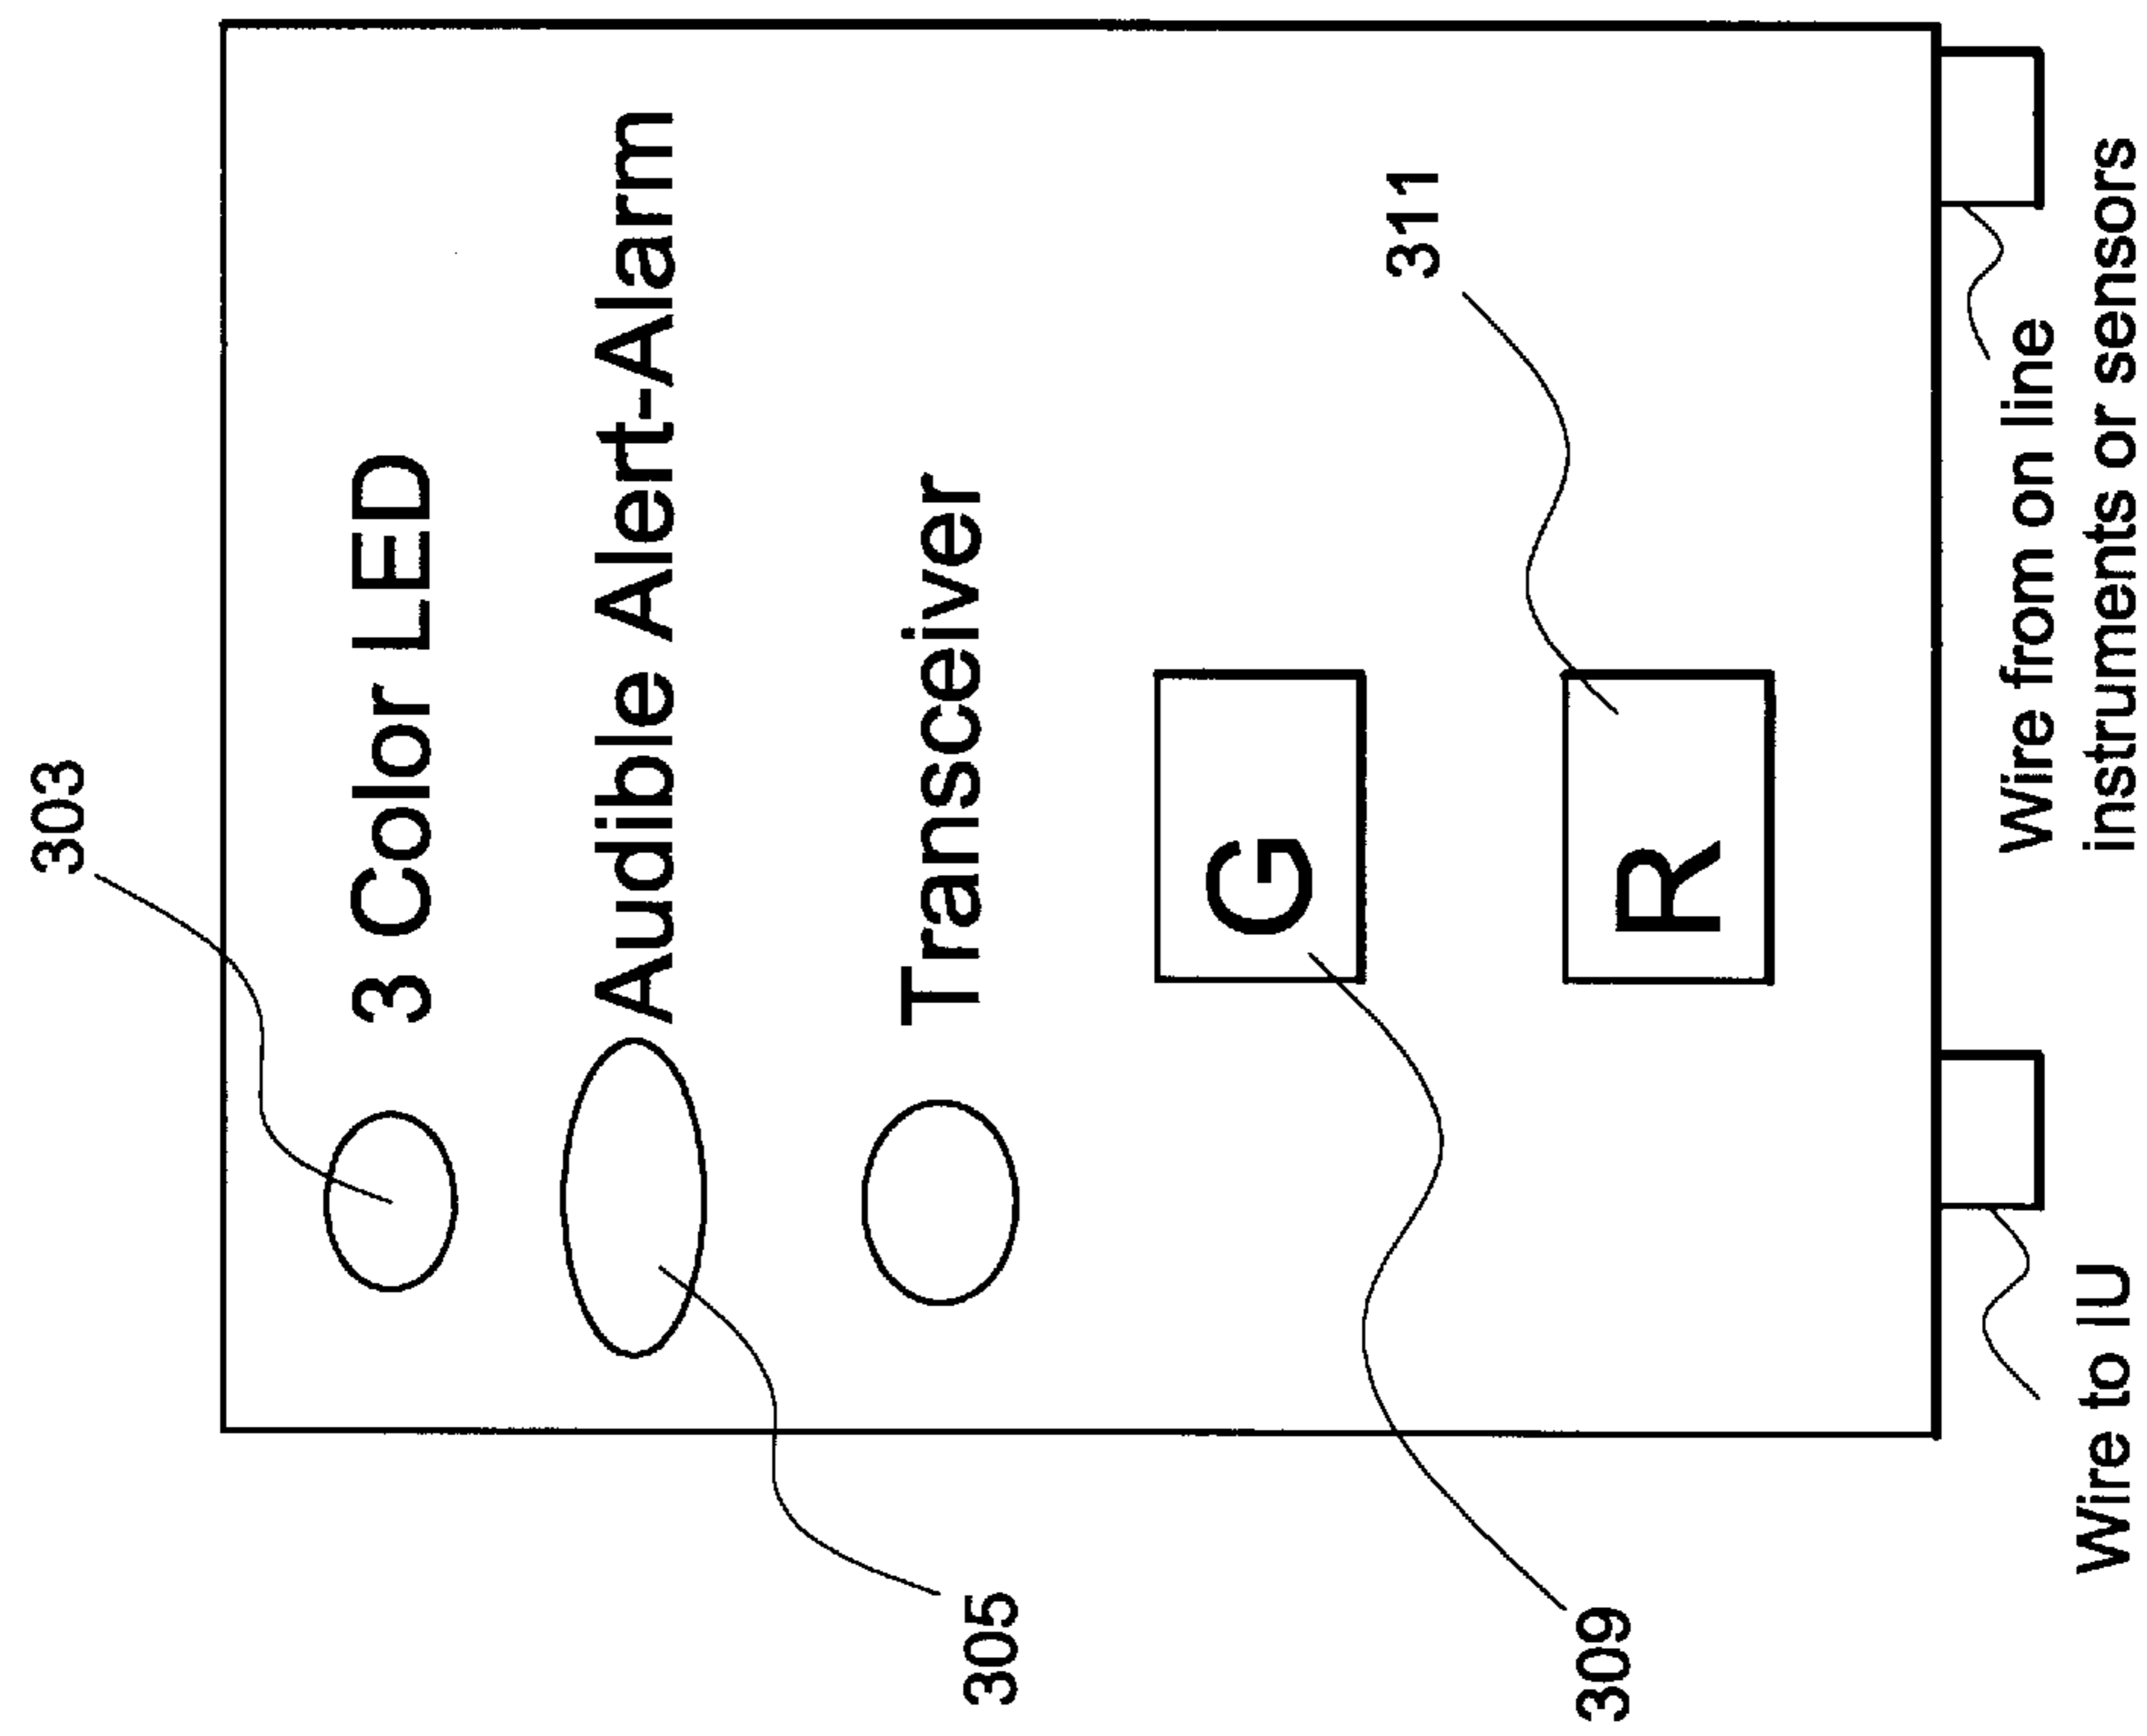 303
3 Color LED
Audible Alert-Alarm
305
Transceiver
G
309
311
R
Wire to IU
Wire from on line
instruments or sensors